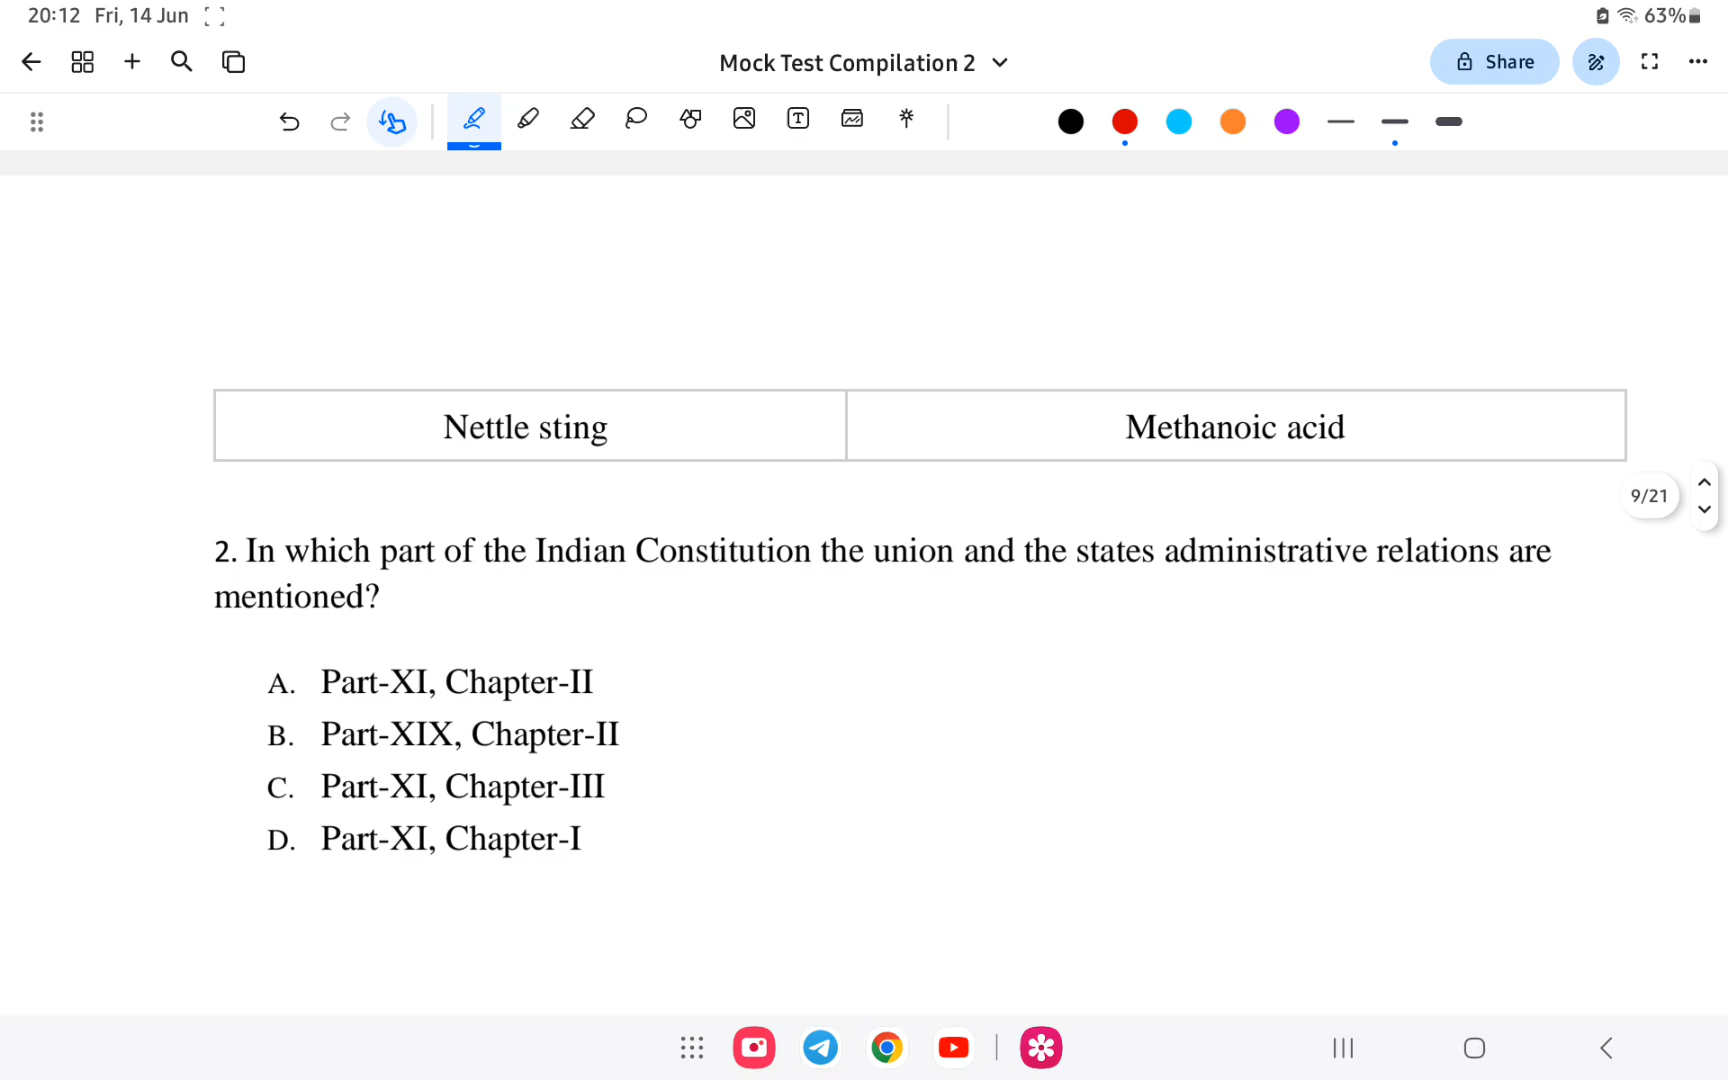 20:12 Fri, 14 Jun
63%
Mock Test Compilation 2
Share
Nettle sting
Methanoic acid
9/21
2. In which part of the Indian Constitution the union and the states administrative relations are
mentioned?
A. Part-XI, Chapter-II
B. Part-XIX, Chapter-II
C. Part-XI, Chapter-III
D. Part-XI, Chapter-I